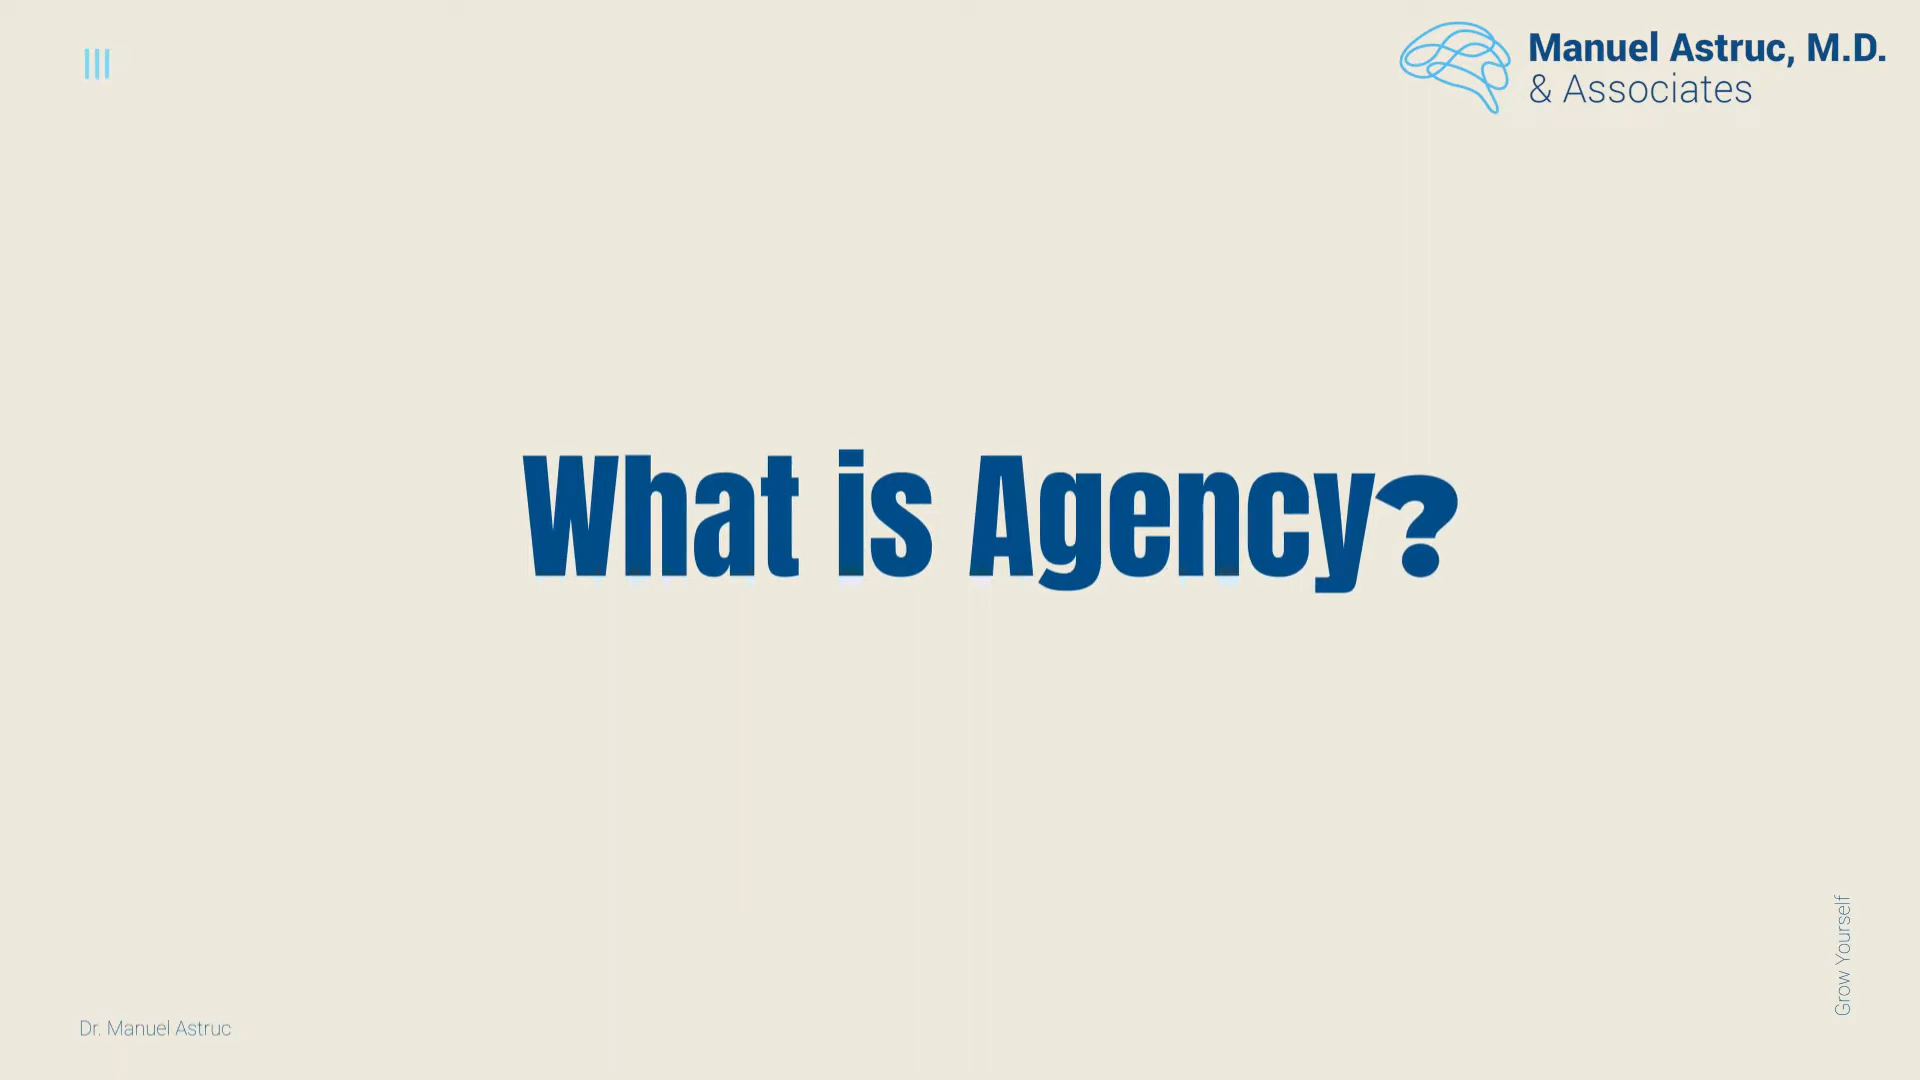 Manuel Astruc, M.D.
& Associates
What is Agency?
Grow Yourself
Dr. Manuel Astruc